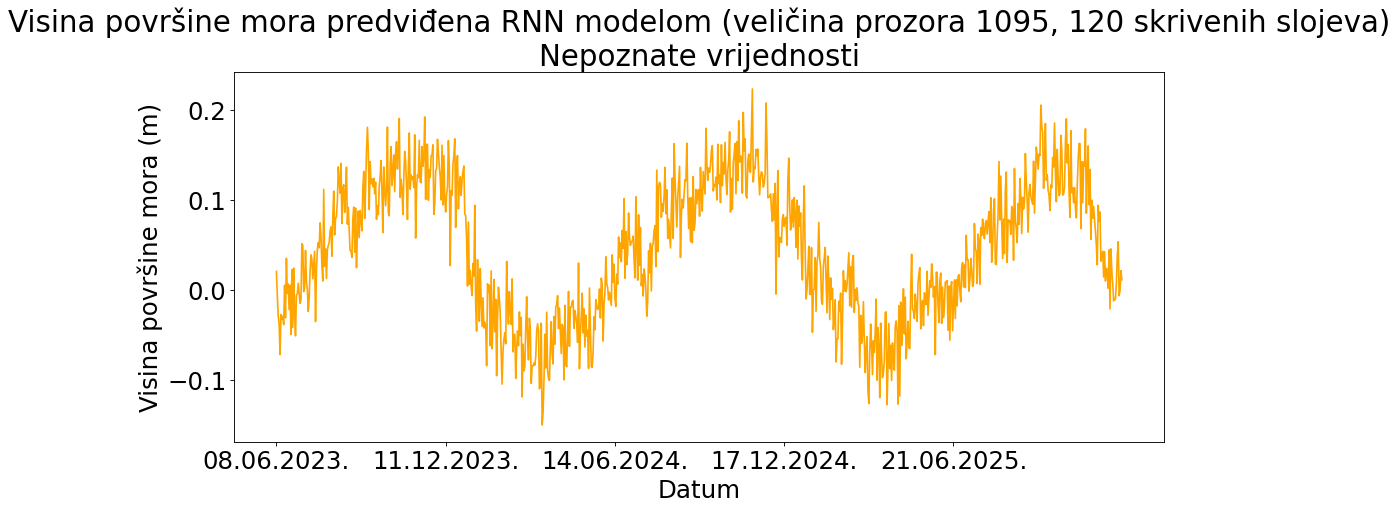 Visina površine mora predviđena RNN modelom (veličina prozora 1095, 120 skrivenih slojeva)
Nepoznate vrijednosti
Visina površine mora (m)
0.2
0.1
0.0
−0.1
08.06.2023. 11.12.2023. 14.06.2024. 17.12.2024. 21.06.2025.
Datum